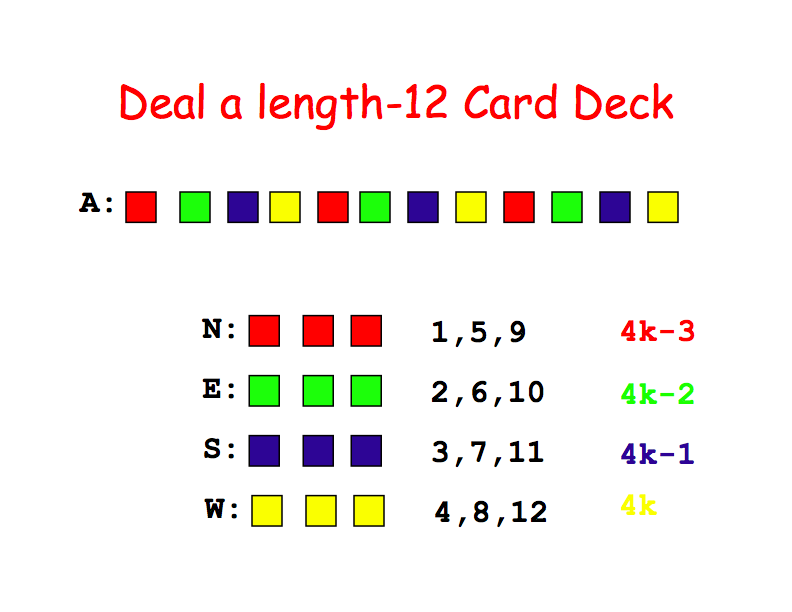 Deal a length-12 Card Deck
A:
N: 1,5,9 4k-3
E: 2,6,10 4k-2
S: 3,7,11 4k-1
W: 4,8,12 4k